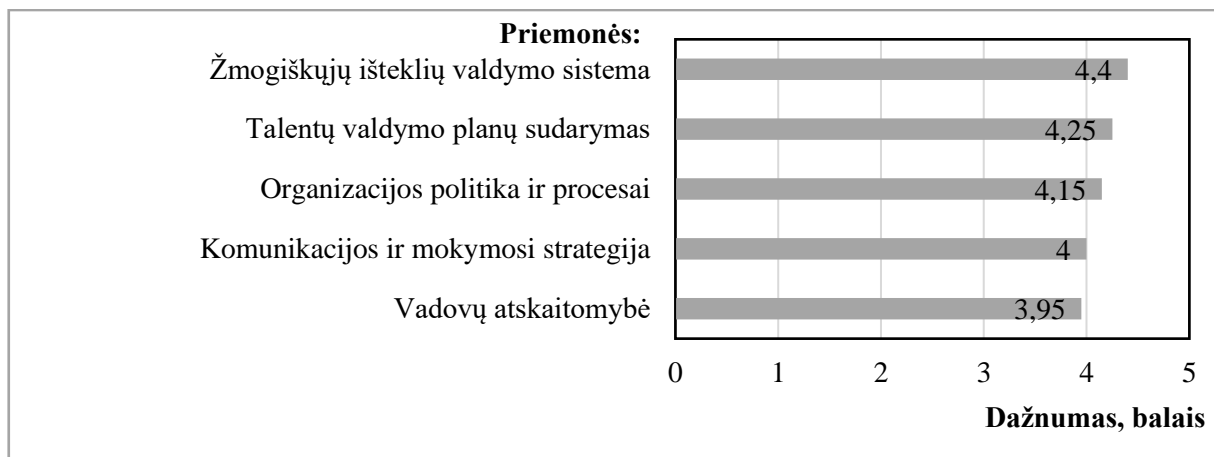 Priemonės:
Žmogiškųjų išteklių valdymo sistema
4,4
Talentų valdymo planų sudarymas
4,25
Organizacijos politika ir procesai
4,15
Komunikacijos ir mokymosi strategija
4
Vadovų atskaitomybė
3,95
0 1 2 3 4 5
Dažnumas, balais